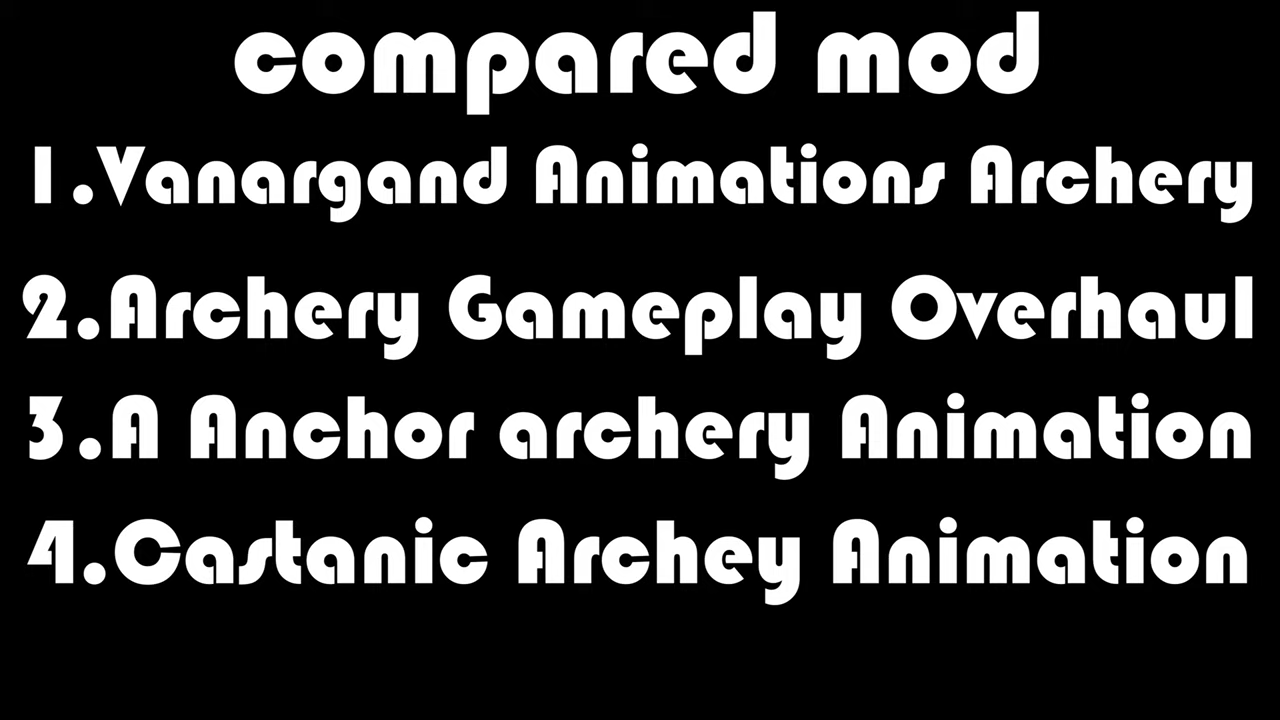 compared mod
1.Vanargand Animations Archery
2.Archery Gameplay Overhaul
3.A Anchor archery Animation
4.Castanic Archey Animation